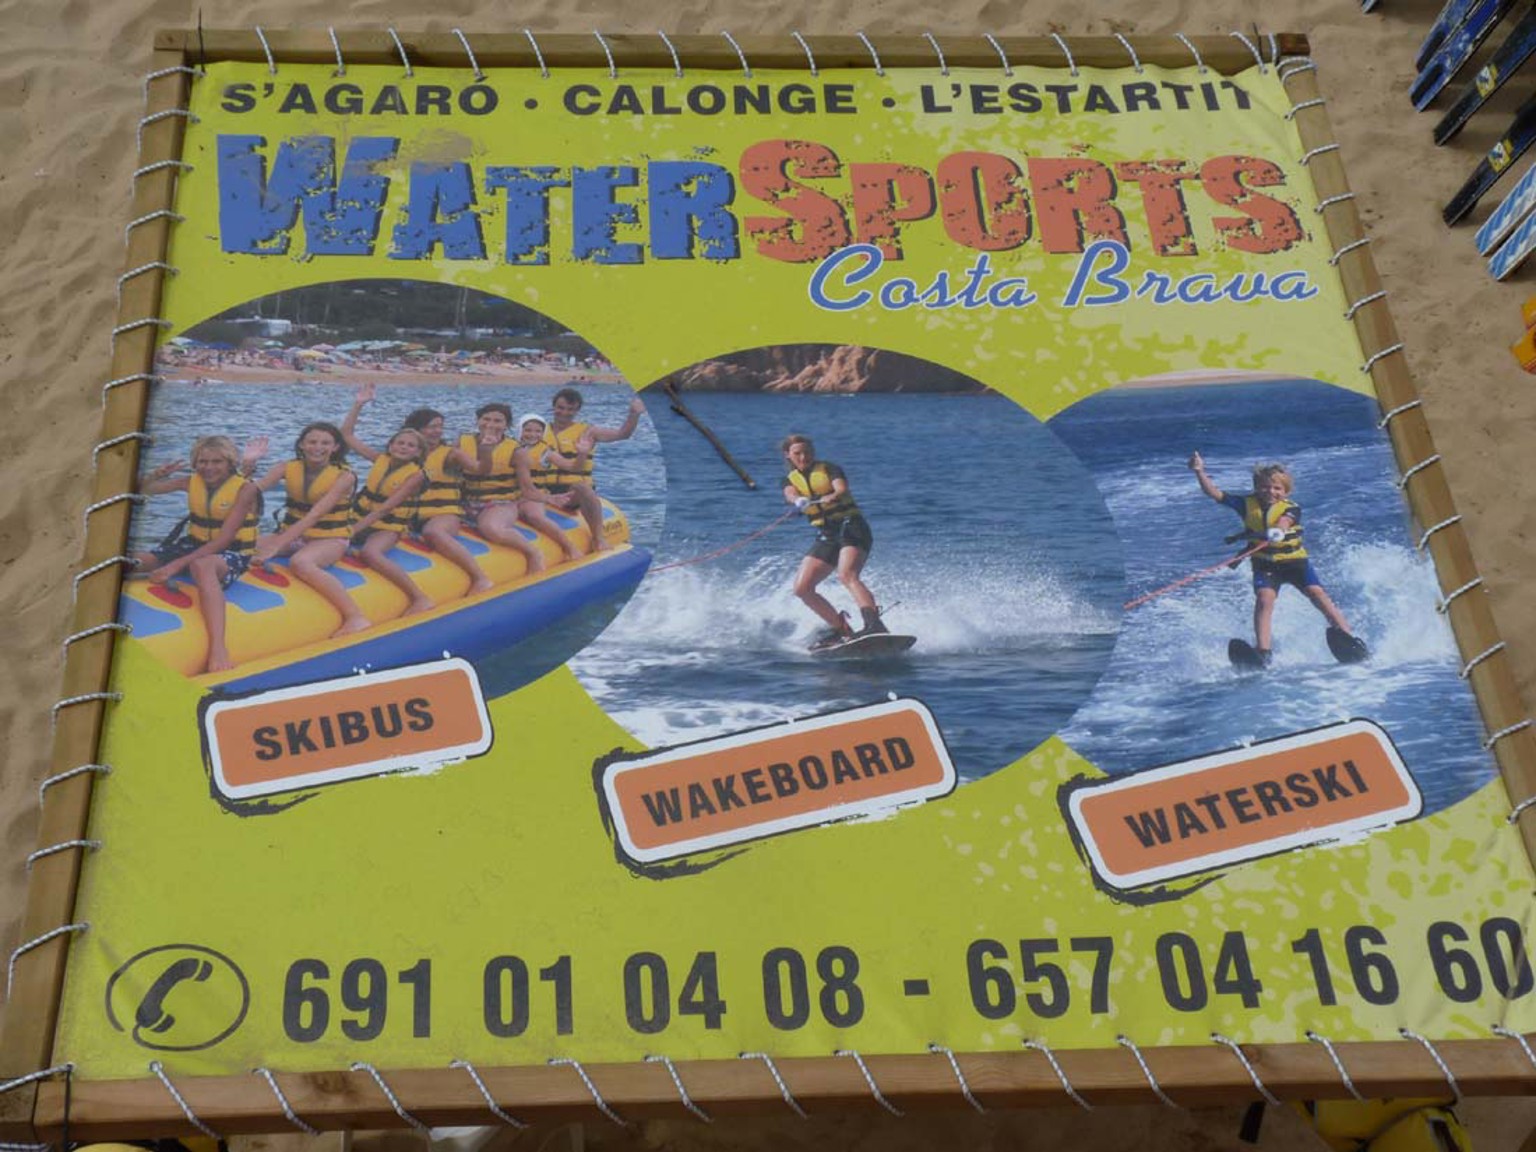 S'AGARÓ · CALONGE · L'ESTARTIT
WATERSPORTS
Costa Brava
SKIBUS
WAKEBOARD
WATERSKI
691 01 04 08 - 657 04 16 60